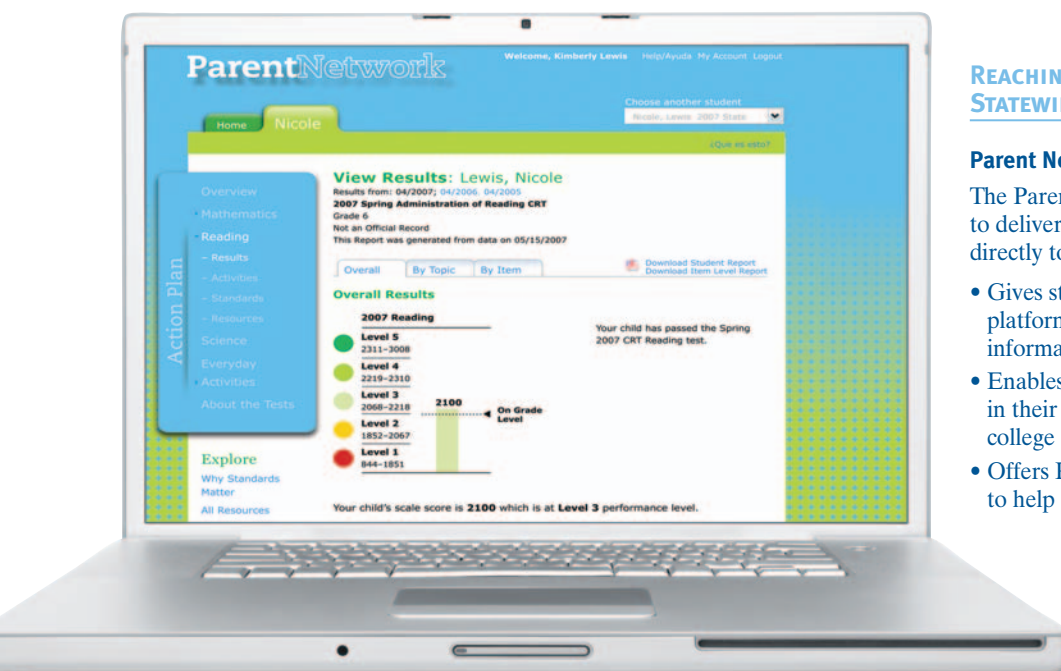 ParentNetwork
Welcome, Kimberly Lewis Help/Ayuda My Account Logout
Choose another student
Nicole, Lewis 2007 State
Home Nicole
¿Que es esto?
Action Plan
Overview
Mathematics
Reading
– Results
– Activities
– Standards
– Resources
Science
Everyday
Activities
About the Tests
Explore
Why Standards
Matter
All Resources
View Results: Lewis, Nicole
Results from: 04/2007; 04/2006. 04/2005
2007 Spring Administration of Reading CRT
Grade 6
Not an Official Record
This Report was generated from data on 05/15/2007
Overall By Topic By Item
Download Student Report
Download Item Level Report
Overall Results
2007 Reading
Level 5
2311–3008
Level 4
2219–2310
Level 3
2068–2218
Level 2
1852–2067
Level 1
844–1851
2100
On Grade
Level
Your child has passed the Spring
2007 CRT Reading test.
Your child's scale score is 2100 which is at Level 3 performance level.
REACHIN
STATEWI
Parent Ne
The Paren
to deliver
directly to
• Gives st
platform
informa
• Enables
in their
college
• Offers P
to help